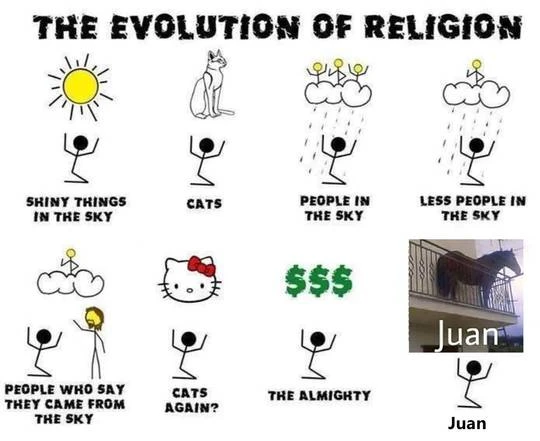 THE EVOLUTION OF RELIGION
SHINY THINGS
IN THE SKY
CATS
PEOPLE IN
THE SKY
LESS PEOPLE IN
THE SKY
PEOPLE WHO SAY
THEY CAME FROM
THE SKY
CATS
AGAIN?
$$$
THE ALMIGHTY
Juan
Juan